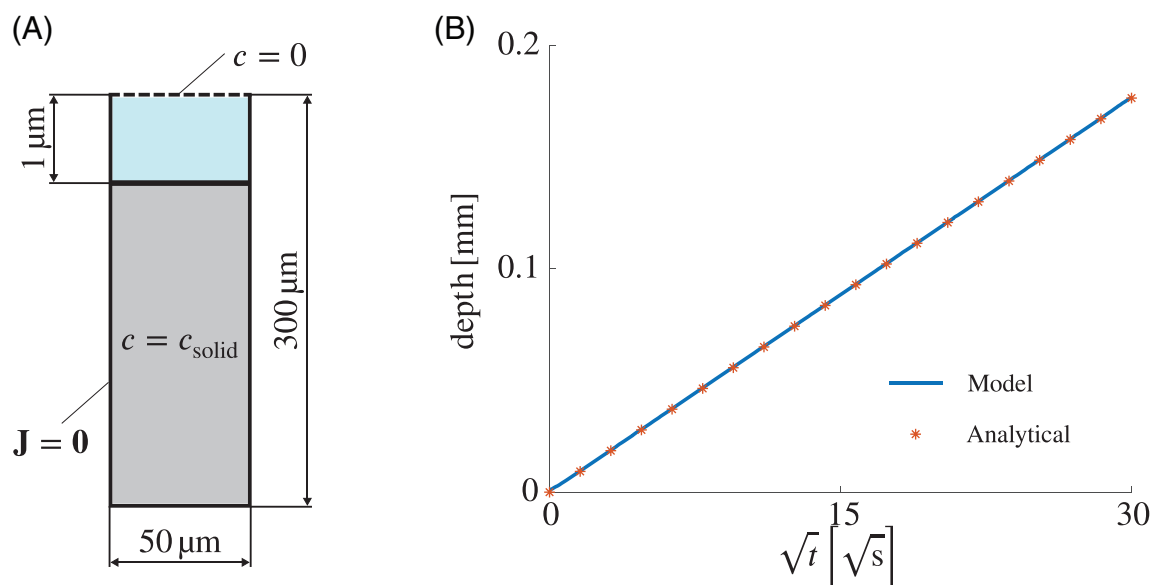 (A)
c = 0
1 μm
300 μm
c = c_solid
J = 0
50 μm
(B)
0.2
0.1
0
depth [mm]
Model
Analytical
0
15
30
√t [√s]